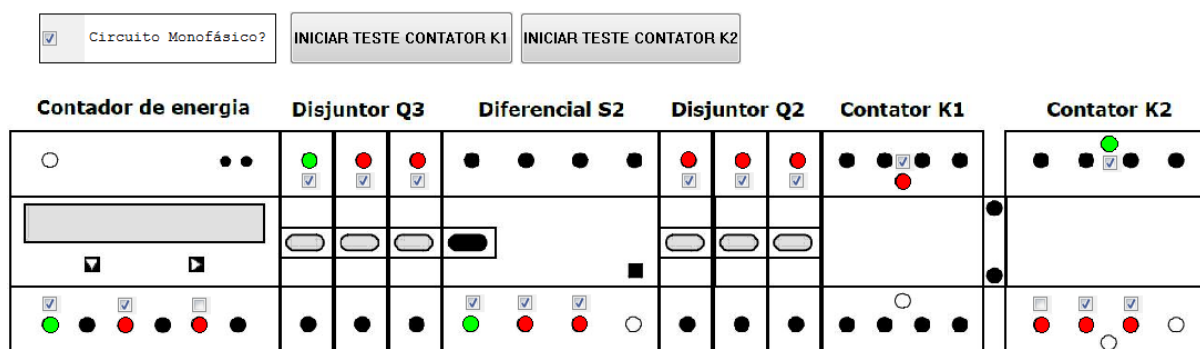 Circuito Monofásico?
INICIAR TESTE CONTATOR K1
INICIAR TESTE CONTATOR K2
Contador de energia
Disjuntor Q3
Diferencial S2
Disjuntor Q2
Contator K1
Contator K2